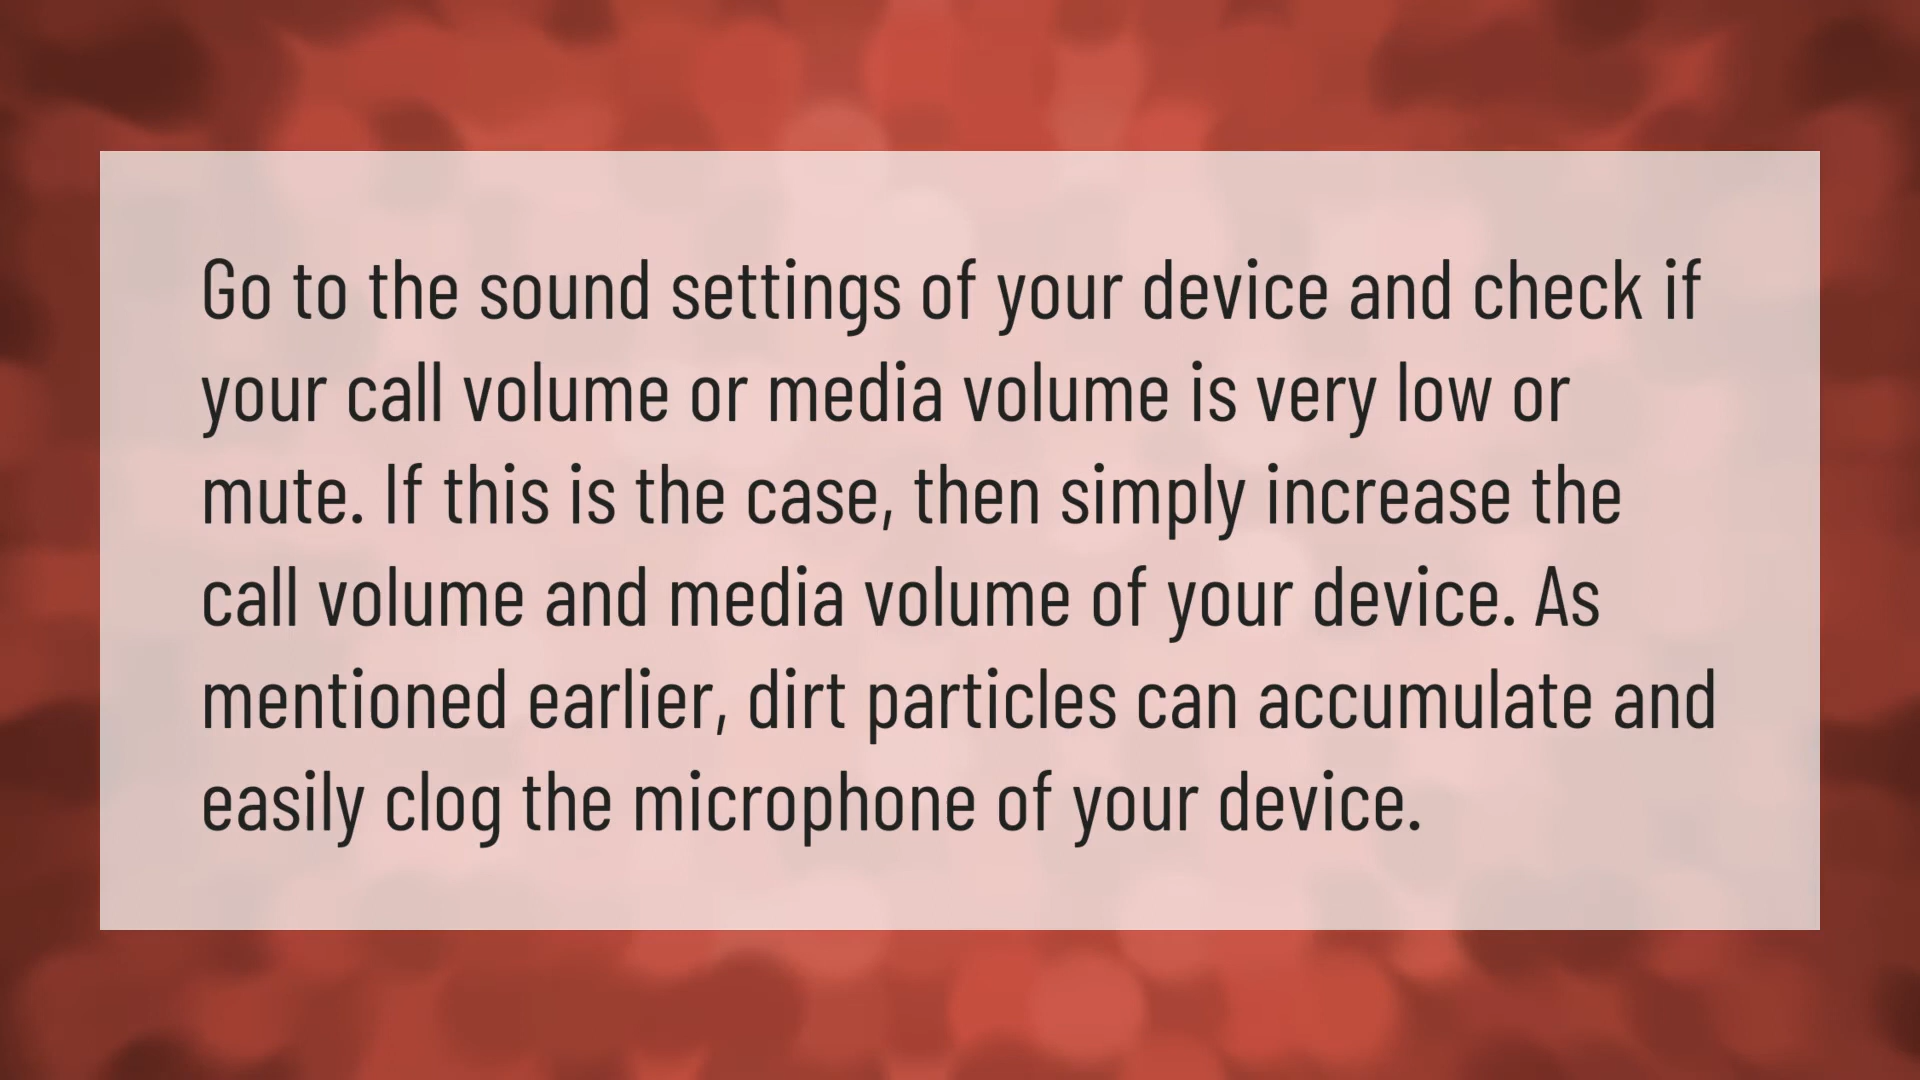 Go to the sound settings of your device and check if
your call volume or media volume is very low or
mute. If this is the case, then simply increase the
call volume and media volume of your device. As
mentioned earlier, dirt particles can accumulate and
easily clog the microphone of your device.